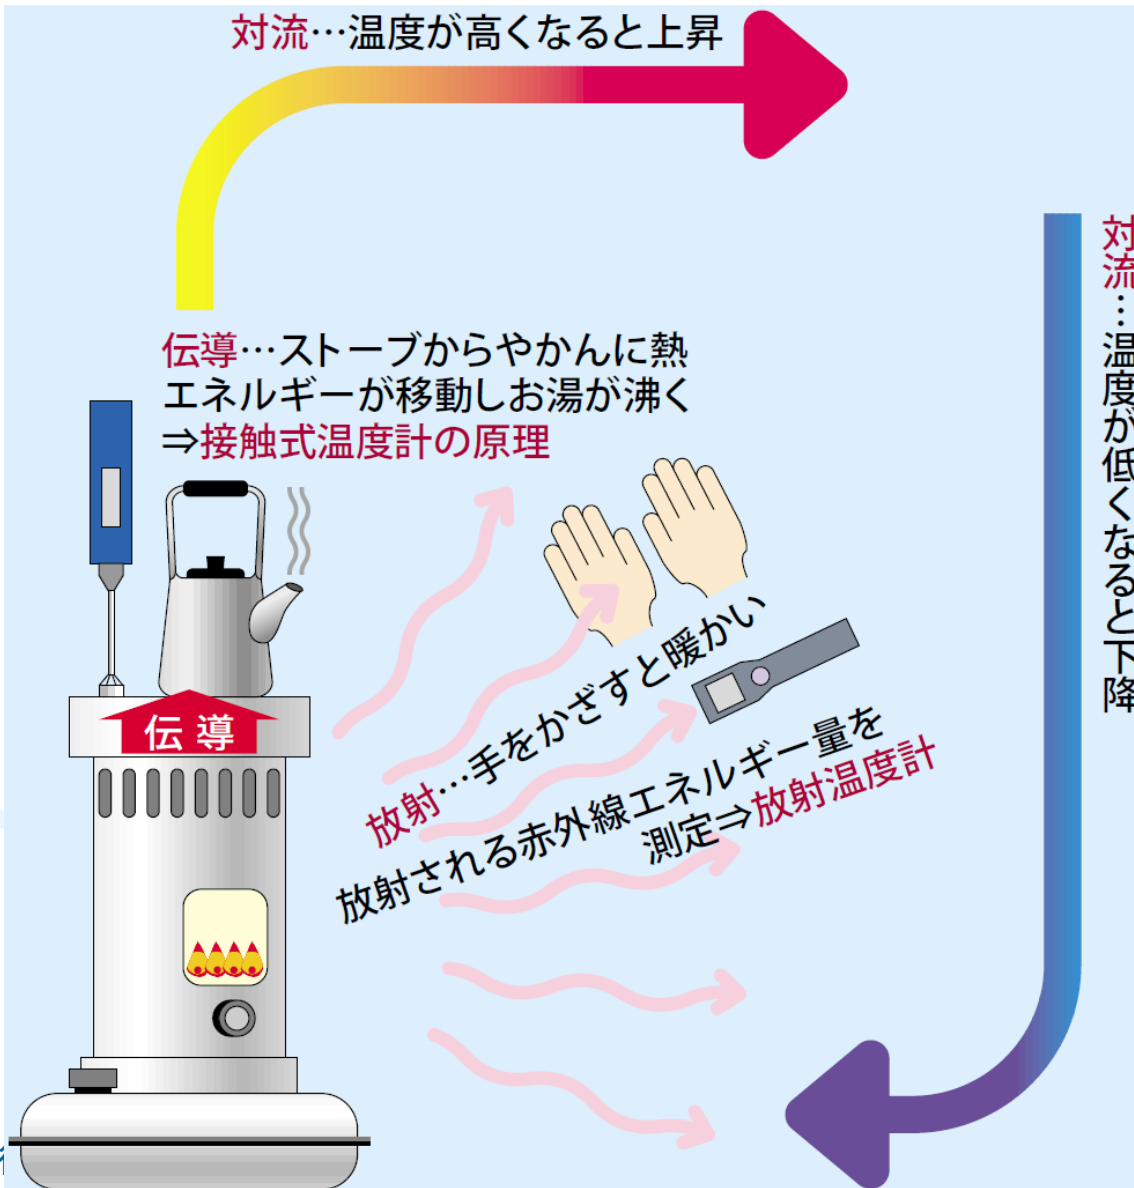 対流…温度が高くなると上昇
対流…温度が低くなると下降
伝導…ストーブからやかんに熱
エネルギーが移動しお湯が沸く
⇒接触式温度計の原理
伝導
放射…手をかざすと暖かい
放射される赤外線エネルギー量を
測定⇒放射温度計